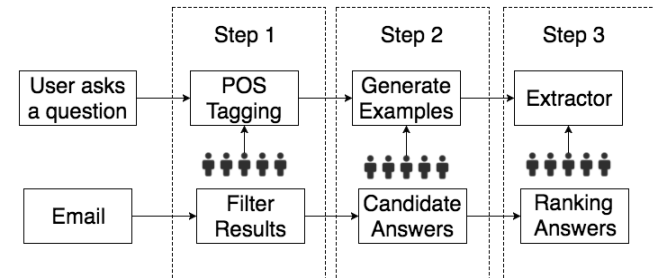 Step 1
Step 2
Step 3
User asks
a question
POS
Tagging
Generate
Examples
Extractor
Email
Filter
Results
Candidate
Answers
Ranking
Answers